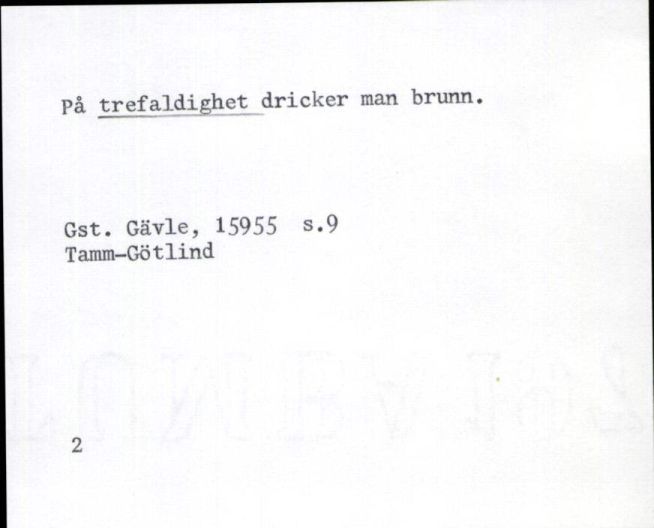 På trefaldighet dricker man brunn.
Gst. Gävle, 15955 s.9
Tamm-Götlind
2